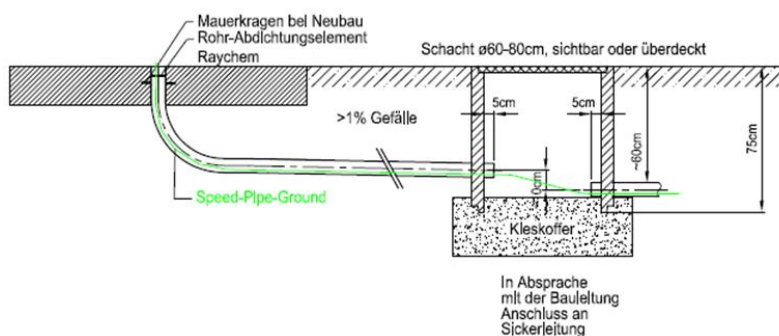 Mauerkragen bei Neubau
Rohr-Abdichtungselement
Raychem
Schacht ø60-80cm, sichtbar oder überdeckt
5cm
5cm
>1% Gefälle
~60cm
75cm
Speed-Pipe-Ground
Kieskoffer
In Absprache
mit der Bauleitung
Anschluss an
Sickerleitung